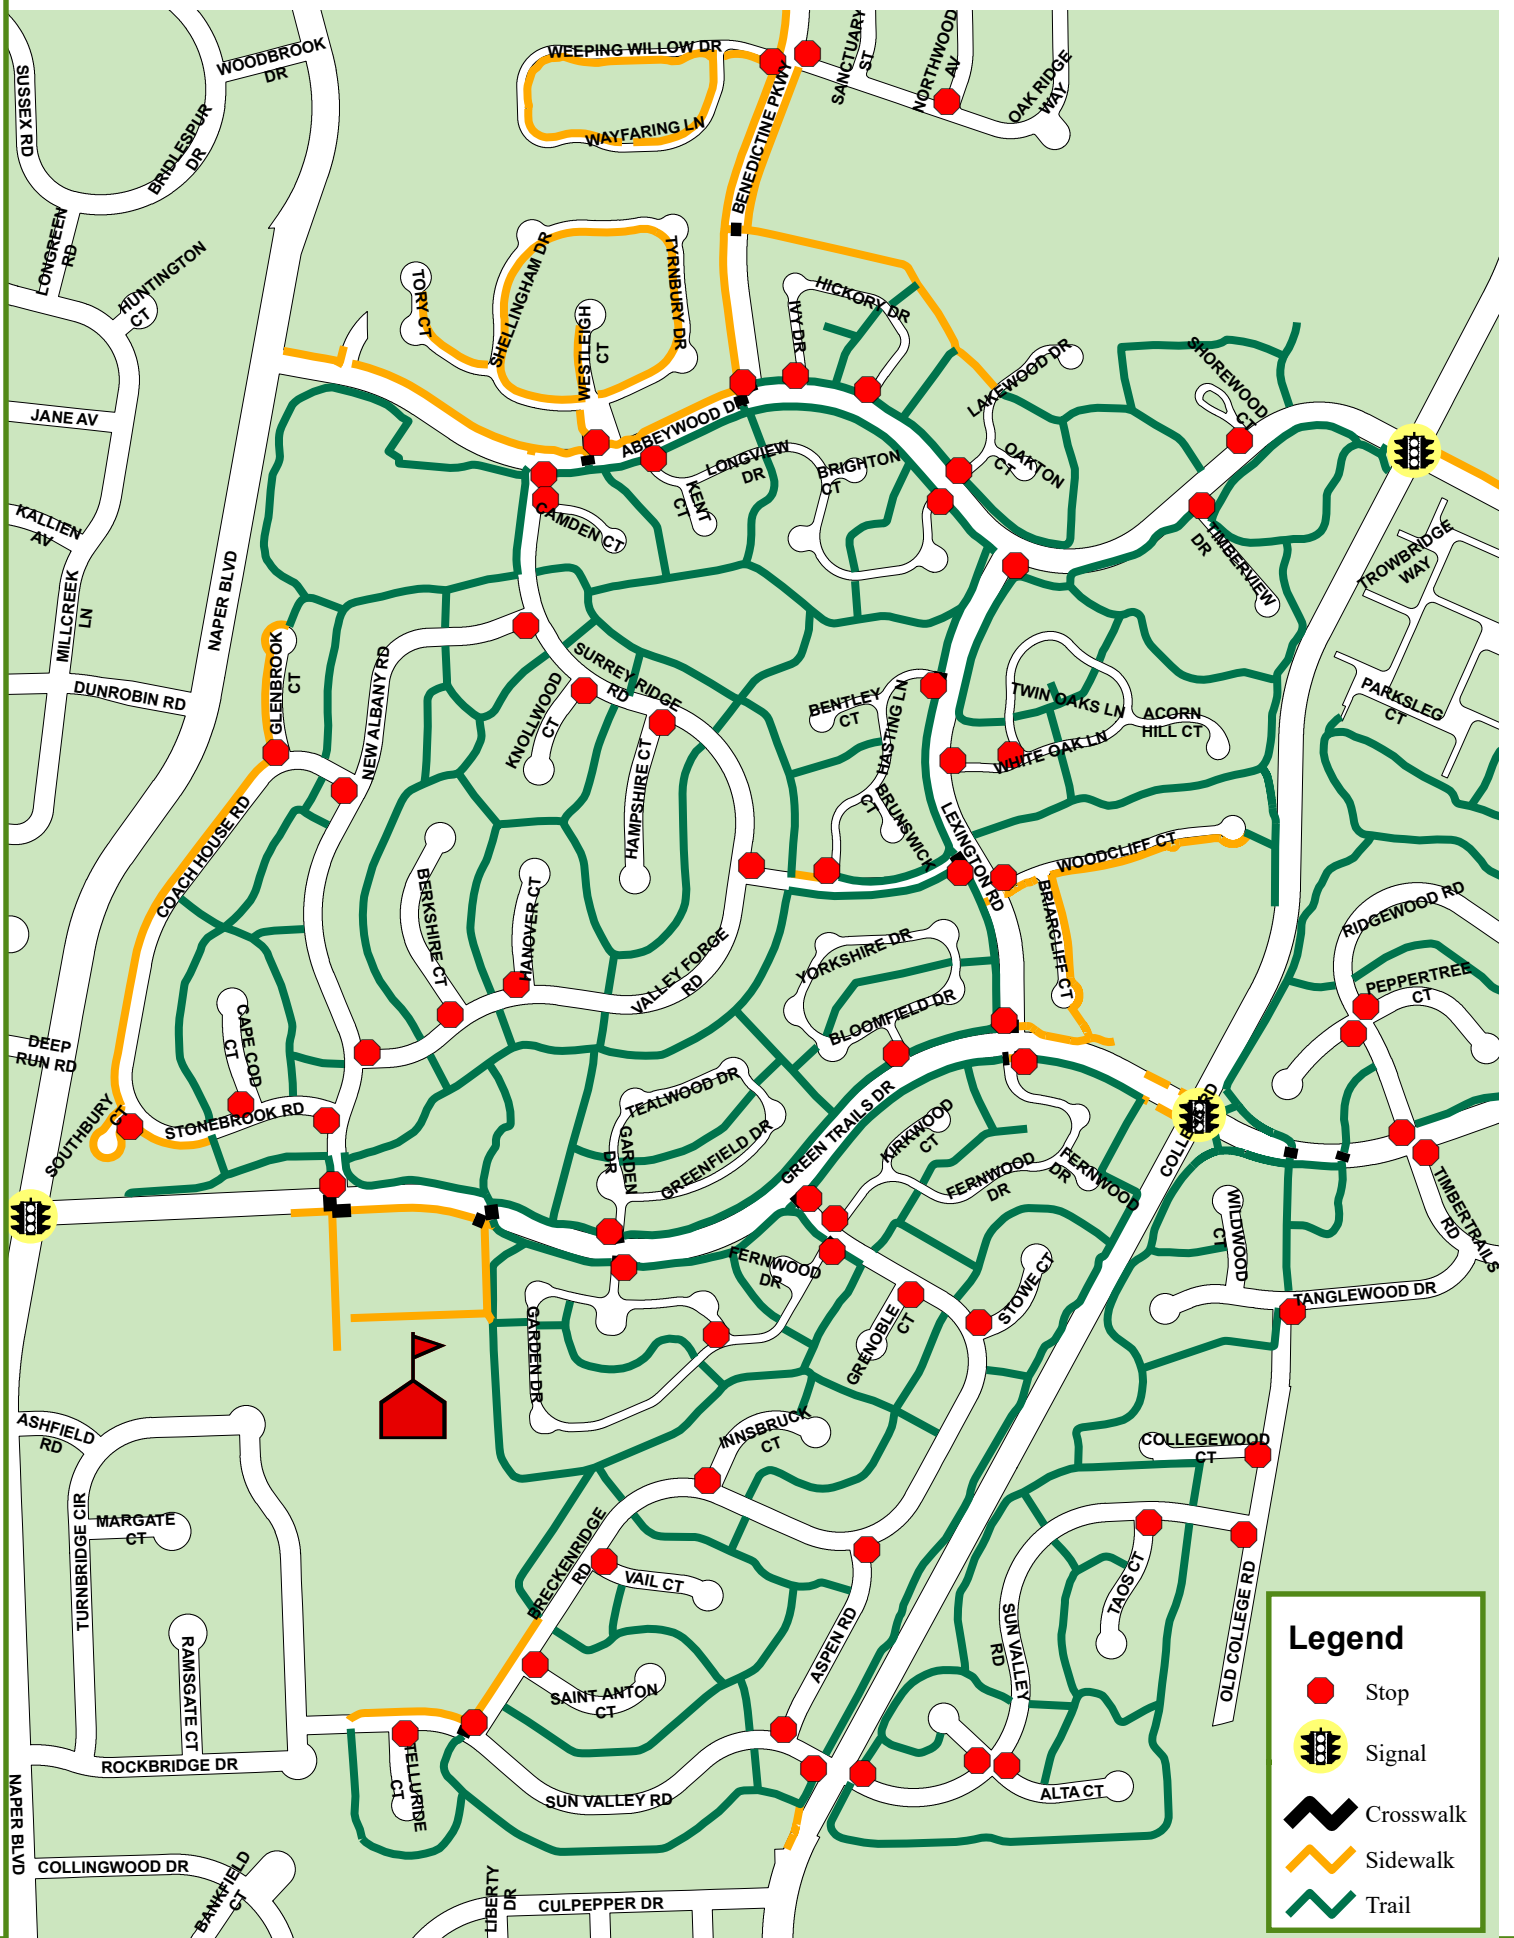 WEEPING WILLOW DR
WAYFARING LN
WOODBROOK
DR
SUSSEX RD
BRIDLESPUR
DR
LONGREEN
RD
HUNTINGTON
CT
BENEDICTINE PKWY
SANCTUARY
ST
NORTHWOOD
AV
OAK RIDGE
WAY
TORY CT
SHELLINGHAM DR
WESTLEIGH
CT
TYRNBURY DR
IVY DR
HICKORY DR
LAKEWOOD DR
SHOREWOOD
CT
JANE AV
KALLIEN
AV
MILLCREEK
LN
NAPER BLVD
DUNROBIN RD
ABBEYWOOD DR
LONGVIEW
DR
KENT
CT
BRIGHTON
CT
OAKTON
CT
CAMDEN CT
TIMBERVIEW
DR
TROWBRIDGE
WAY
PARKSLEG
CT
GLENBROOK
CT
NEW ALBANY RD
KNOLLWOOD
CT
SURREY RIDGE
RD
HAMPSHIRE CT
BENTLEY
CT
HASTING LN
BRUNSWICK
CT
TWIN OAKS LN
WHITE OAK LN
ACORN
HILL CT
LEXINGTON RD
WOODCLIFF CT
BRIARCLIFF CT
COACH HOUSE RD
BERKSHIRE CT
HANOVER CT
VALLEY FORGE
RD
YORKSHIRE DR
BLOOMFIELD DR
RIDGEWOOD RD
PEPPERTREE
CT
DEEP
RUN RD
CAPE COD
CT
STONEBROOK RD
SOUTHBURY
CT
TEALWOOD DR
GARDEN
DR
GREENFIELD DR
GREEN TRAILS DR
KIRKWOOD
CT
FERNWOOD
DR
FERNWOOD
DR
FERNWOOD
DR
COLLEGE RD
WILDWOOD
CT
TIMBERTRAILS
RD
TANGLEWOOD DR
GARDEN DR
GRENOBLE
CT
STOWE CT
INNSBRUCK
CT
COLLEGEWOOD
CT
ASHFIELD
RD
TURNBRIDGE CIR
MARGATE
CT
RAMSGATE CT
ROCKBRIDGE DR
NAPER BLVD
COLLINGWOOD DR
BANKFIELD
CT
BRECKENRIDGE
RD
VAIL CT
SAINT ANTON
CT
TELLURIDE
CT
SUN VALLEY RD
ASPEN RD
SUN VALLEY
RD
TAOS CT
ALTA CT
OLD COLLEGE RD
LIBERTY
DR
CULPEPPER DR
Legend
Stop
Signal
Crosswalk
Sidewalk
Trail